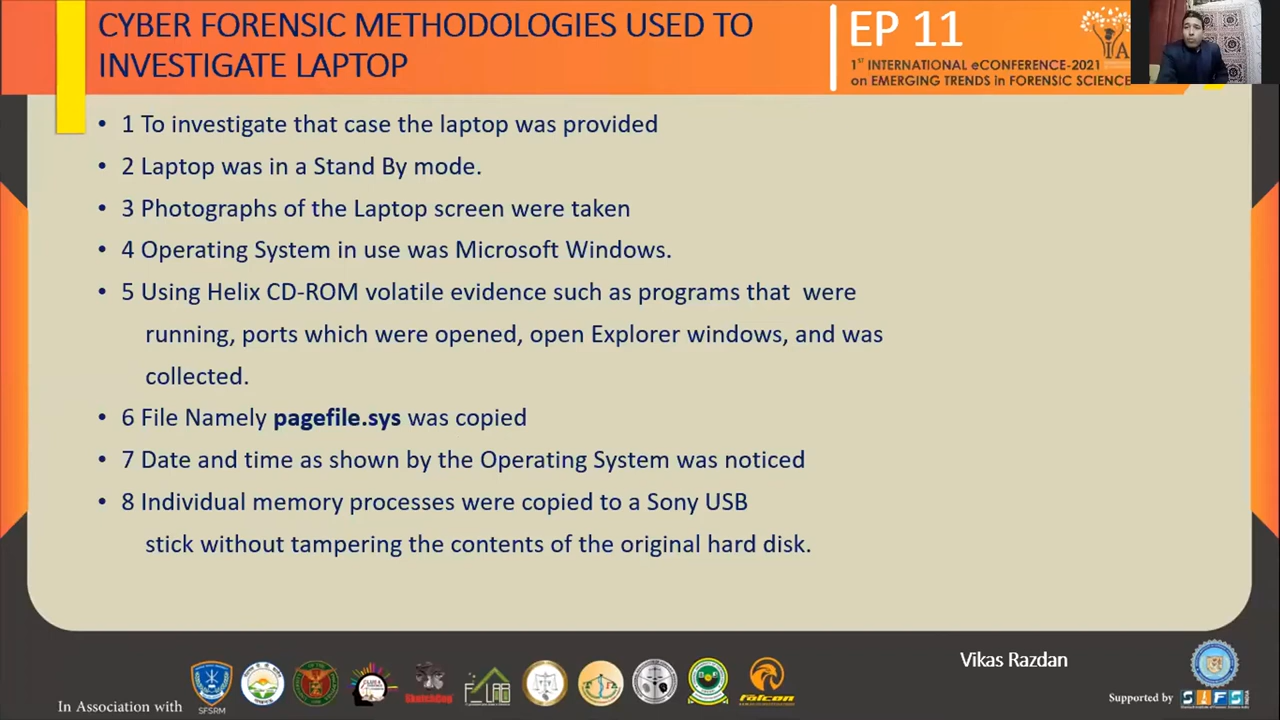 CYBER FORENSIC METHODOLOGIES USED TO
INVESTIGATE LAPTOP
EP 11
1ST INTERNATIONAL eCONFERENCE-2021
on EMERGING TRENDS in FORENSIC SCIENCE
• 1 To investigate that case the laptop was provided
• 2 Laptop was in a Stand By mode.
• 3 Photographs of the Laptop screen were taken
• 4 Operating System in use was Microsoft Windows.
• 5 Using Helix CD-ROM volatile evidence such as programs that were
running, ports which were opened, open Explorer windows, and was
collected.
• 6 File Namely pagefile.sys was copied
• 7 Date and time as shown by the Operating System was noticed
• 8 Individual memory processes were copied to a Sony USB
stick without tampering the contents of the original hard disk.
Vikas Razdan
In Association with
SFSRM
falcon
Supported by
SIFS